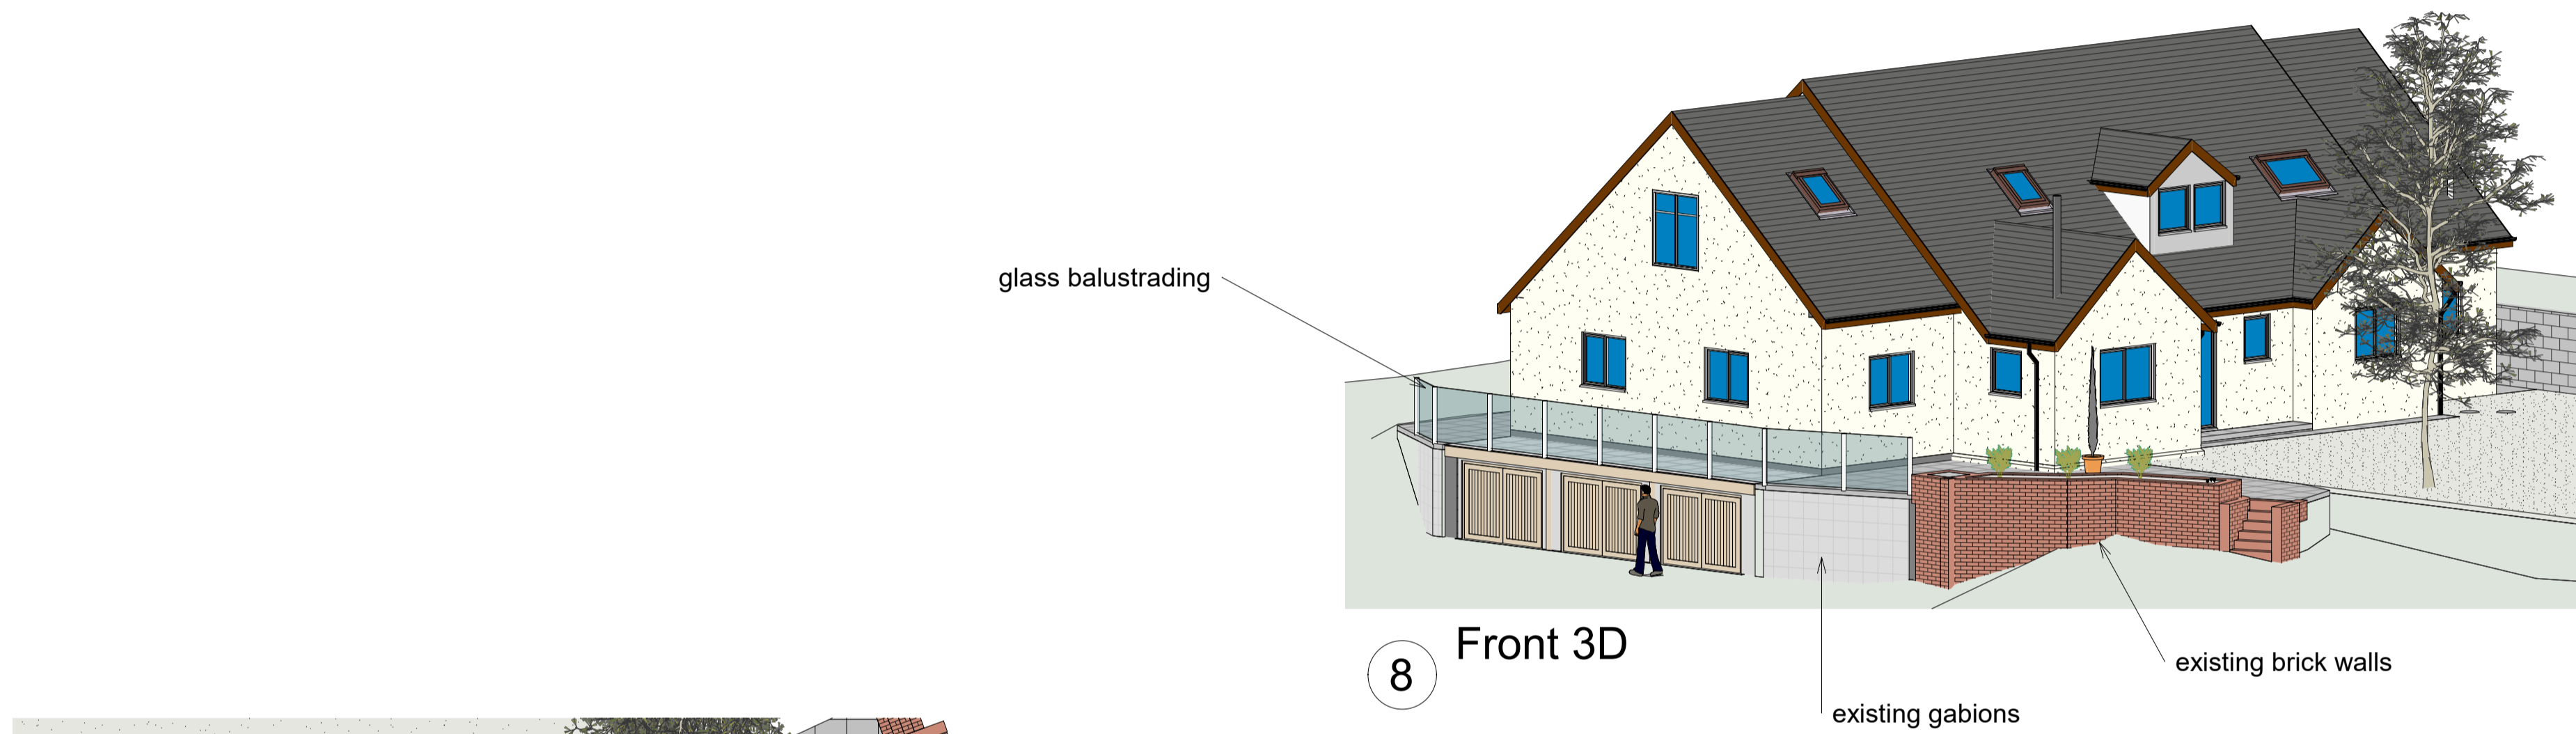 glass balustrading
8
Front 3D
existing brick walls
existing gabions